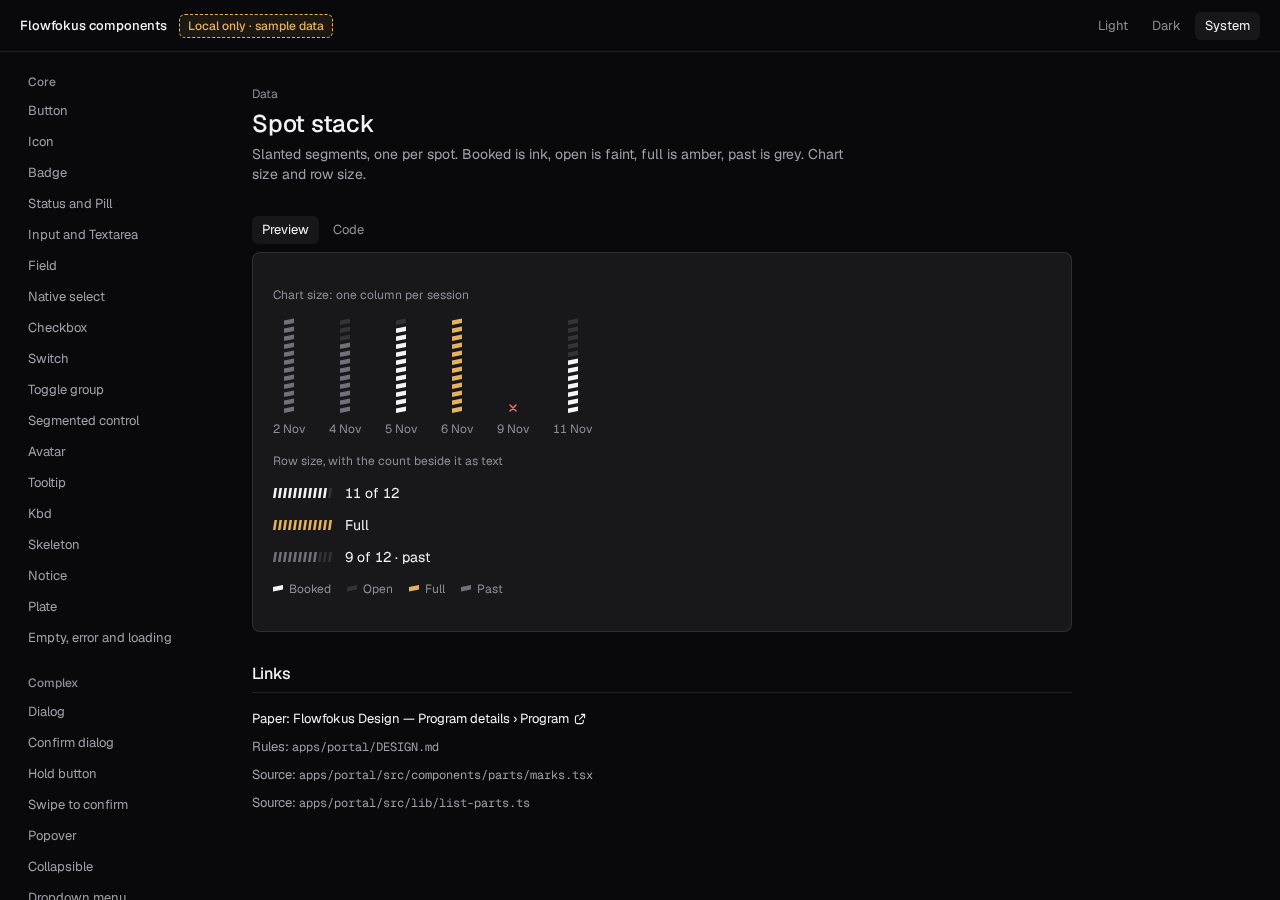 Flowfokus components
Local only · sample data
Light
Dark
System
Core
Button
Icon
Badge
Status and Pill
Input and Textarea
Field
Native select
Checkbox
Switch
Toggle group
Segmented control
Avatar
Tooltip
Kbd
Skeleton
Notice
Plate
Empty, error and loading
Complex
Dialog
Confirm dialog
Hold button
Swipe to confirm
Popover
Collapsible
Dropdown menu
Data
Spot stack
Slanted segments, one per spot. Booked is ink, open is faint, full is amber, past is grey. Chart
size and row size.
Preview
Code
Chart size: one column per session
2 Nov
4 Nov
5 Nov
6 Nov
9 Nov
11 Nov
Row size, with the count beside it as text
11 of 12
Full
9 of 12 · past
Booked
Open
Full
Past
Links
Paper: Flowfokus Design — Program details › Program
Rules: apps/portal/DESIGN.md
Source: apps/portal/src/components/parts/marks.tsx
Source: apps/portal/src/lib/list-parts.ts